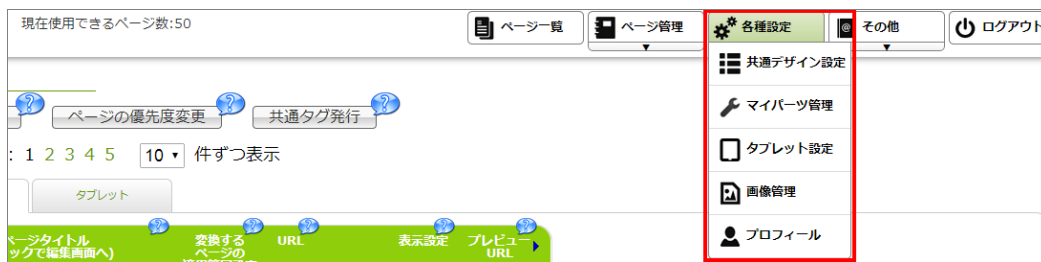 現在使用できるページ数:50
ページ一覧
ページ管理
各種設定
その他
ログアウト
共通デザイン設定
マイパーツ管理
タブレット設定
画像管理
プロフィール
ページの優先度変更
共通タグ発行
: 1 2 3 4 5 10 件ずつ表示
タブレット
ページタイトル
ックで編集画面へ)
変換する
ページの
URL
表示設定
プレビュー
URL